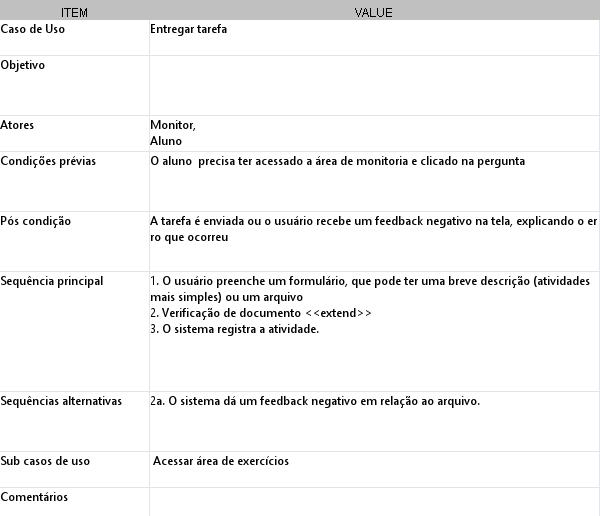 ITEM VALUE
Caso de Uso Entregar tarefa
Objetivo
Atores Monitor,
Aluno
Condições prévias O aluno  precisa ter acessado a área de monitoria e clicado na pergunta
Pós condição A tarefa é enviada ou o usuário recebe um feedback negativo na tela, explicando o er
ro que ocorreu
Sequência principal 1. O usuário preenche um formulário, que pode ter uma breve descrição (atividades
mais simples) ou um arquivo
2. Verificação de documento <<extend>>
3. O sistema registra a atividade.
Sequências alternativas 2a. O sistema dá um feedback negativo em relação ao arquivo.
Sub casos de uso Acessar área de exercícios
Comentários